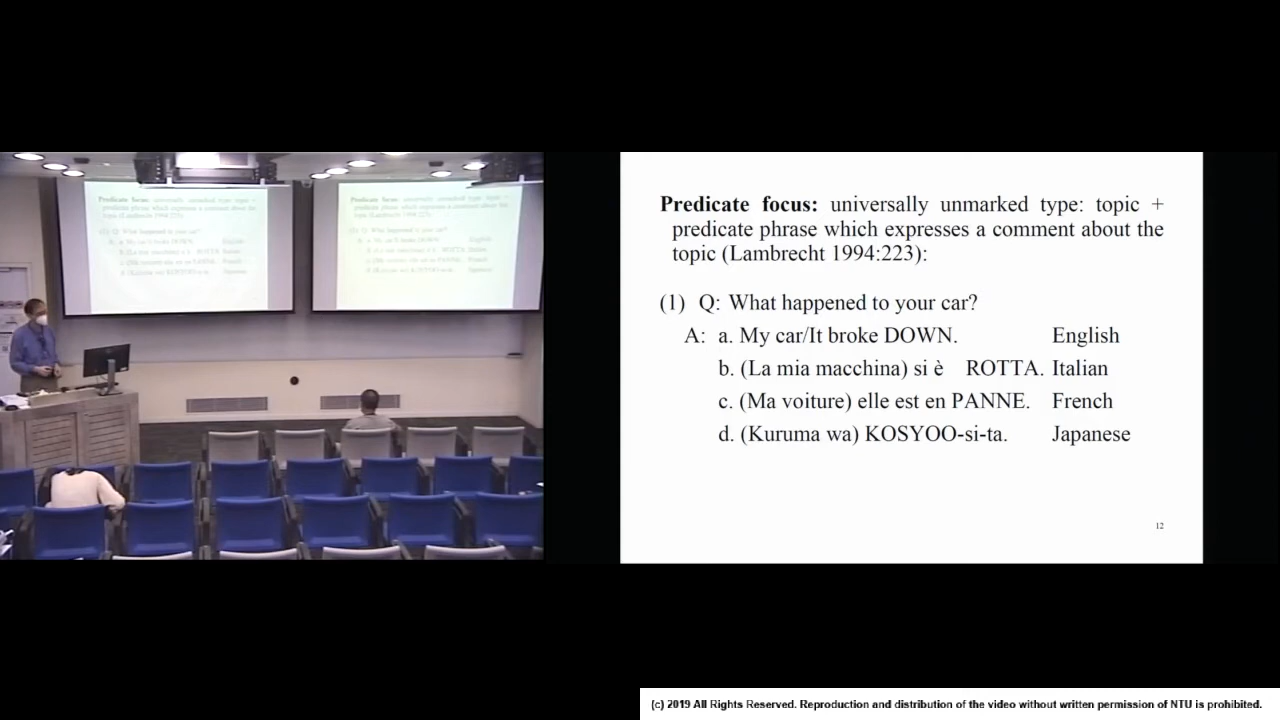 Predicate focus: universally unmarked type: topic +
predicate phrase which expresses a comment about the
topic (Lambrecht 1994:223):
(1) Q: What happened to your car?
A: a. My car/It broke DOWN. English
b. (La mia macchina) si è ROTTA. Italian
c. (Ma voiture) elle est en PANNE. French
d. (Kuruma wa) KOSYOO-si-ta. Japanese
12
(c) 2019 All Rights Reserved. Reproduction and distribution of the video without written permission of NTU is prohibited.